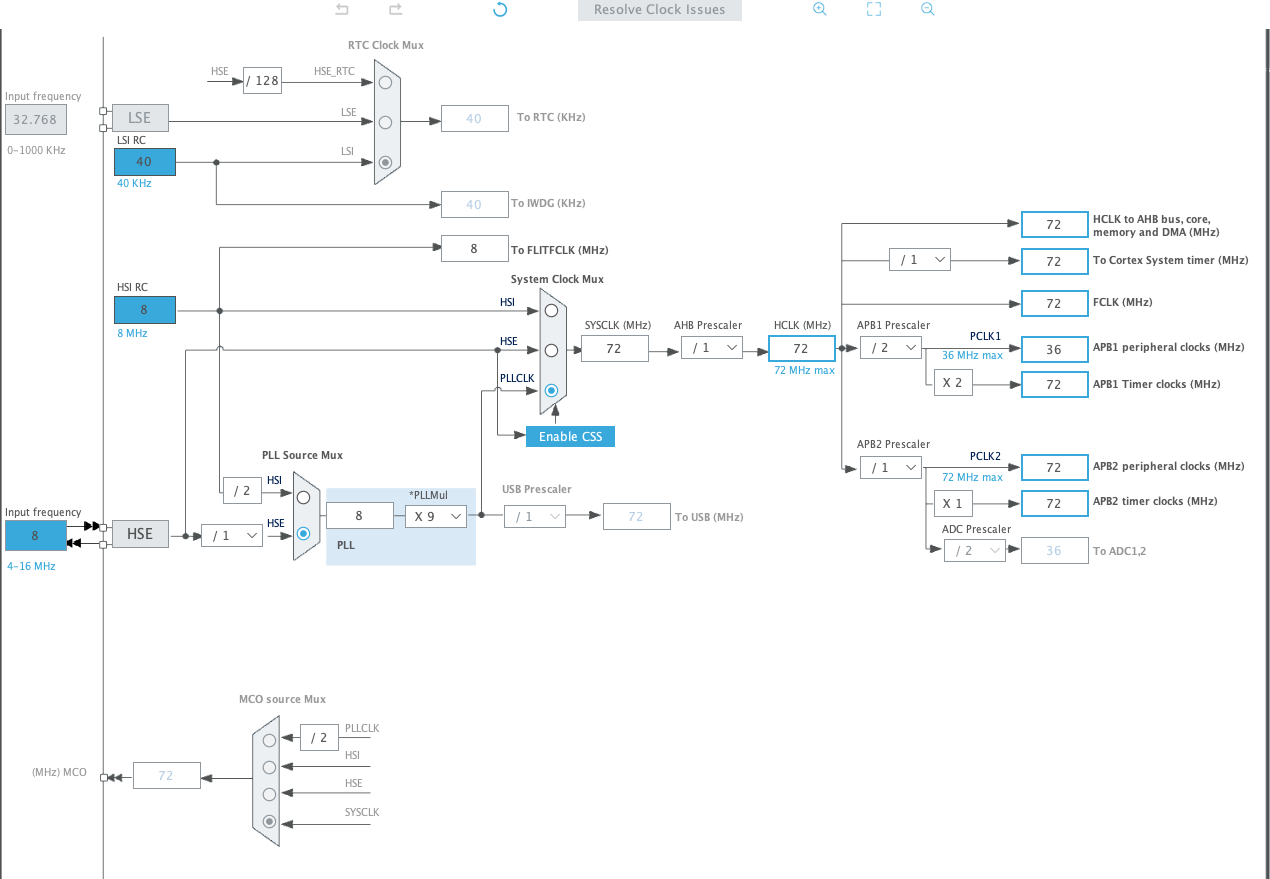 Resolve Clock Issues
RTC Clock Mux
HSE
/ 128
HSE_RTC
Input frequency
32.768
LSE
LSE
40
To RTC (KHz)
0-1000 KHz
LSI RC
40
LSI
40 KHz
40
To IWDG (KHz)
8
To FLITFCLK (MHz)
72
HCLK to AHB bus, core,
memory and DMA (MHz)
/ 1
72
To Cortex System timer (MHz)
System Clock Mux
HSI RC
8
8 MHz
HSI
72
FCLK (MHz)
SYSCLK (MHz)
AHB Prescaler
HCLK (MHz)
APB1 Prescaler
HSE
72
/ 1
72
72 MHz max
/ 2
PCLK1
36 MHz max
36
APB1 peripheral clocks (MHz)
PLLCLK
X 2
72
APB1 Timer clocks (MHz)
Enable CSS
APB2 Prescaler
/ 1
PCLK2
72 MHz max
72
APB2 peripheral clocks (MHz)
PLL Source Mux
/ 2
HSI
*PLLMul
USB Prescaler
X 1
72
APB2 timer clocks (MHz)
Input frequency
8
HSE
/ 1
HSE
8
X 9
PLL
/ 1
72
To USB (MHz)
ADC Prescaler
/ 2
36
To ADC1,2
4-16 MHz
MCO source Mux
/ 2
PLLCLK
HSI
(MHz) MCO
72
HSE
SYSCLK